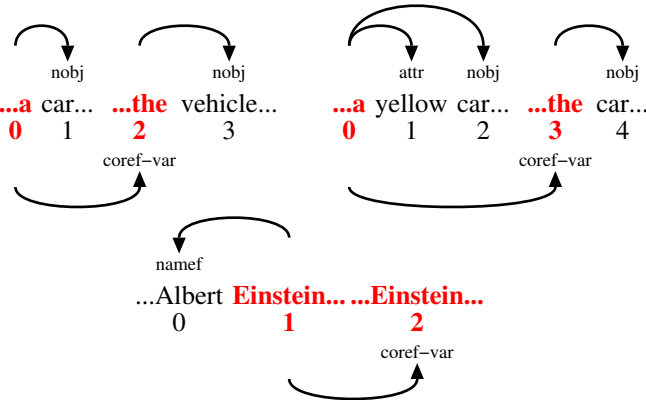 nobj nobj attr nobj nobj
...a car... ...the vehicle... ...a yellow car... ...the car...
0 1 2 3 0 1 2 3 4
coref−var coref−var
namef
...Albert Einstein... ...Einstein...
0 1 2
coref−var